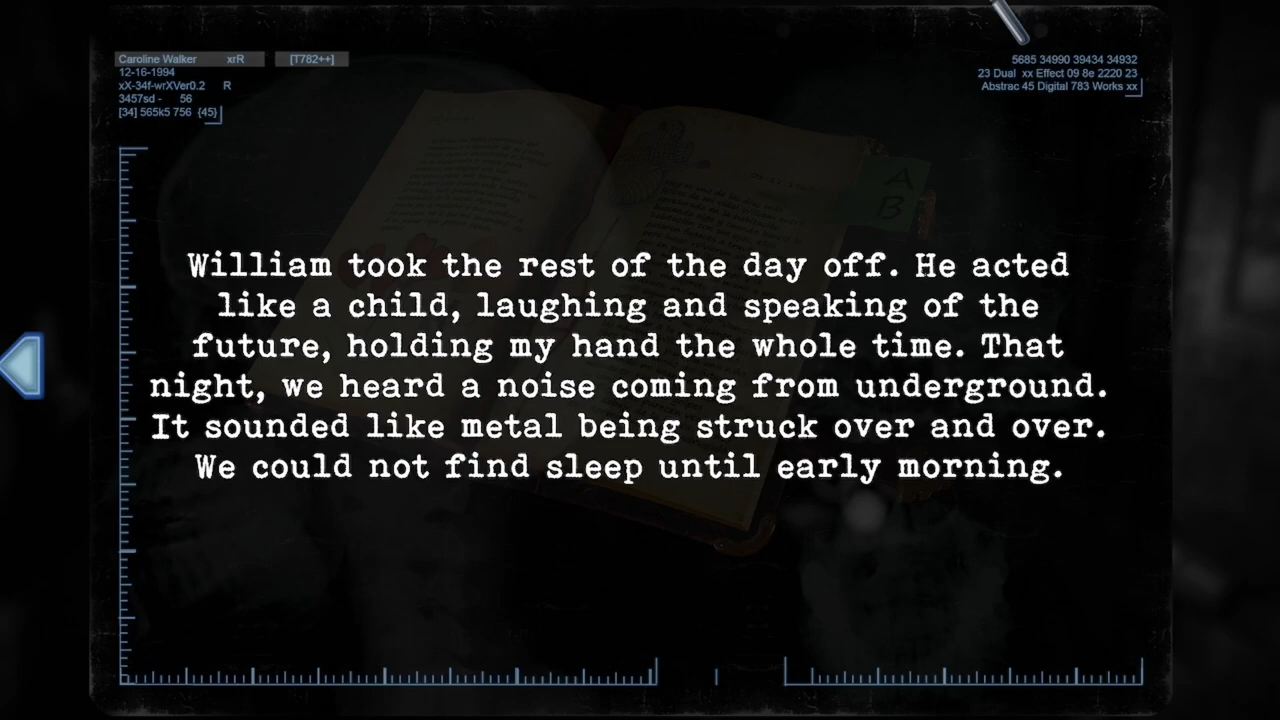 Caroline Walker xrR [T782++]
12-16-1994
xX-34f-wrXVer0.2 R
3457sd - 56
[34] 565k5 756 {45}
5685 34990 39434 34932
23 Dual xx Effect 09 8e 2220 23
Abstrac 45 Digital 783 Works xx
A
B
William took the rest of the day off. He acted
like a child, laughing and speaking of the
future, holding my hand the whole time. That
night, we heard a noise coming from underground.
It sounded like metal being struck over and over.
We could not find sleep until early morning.